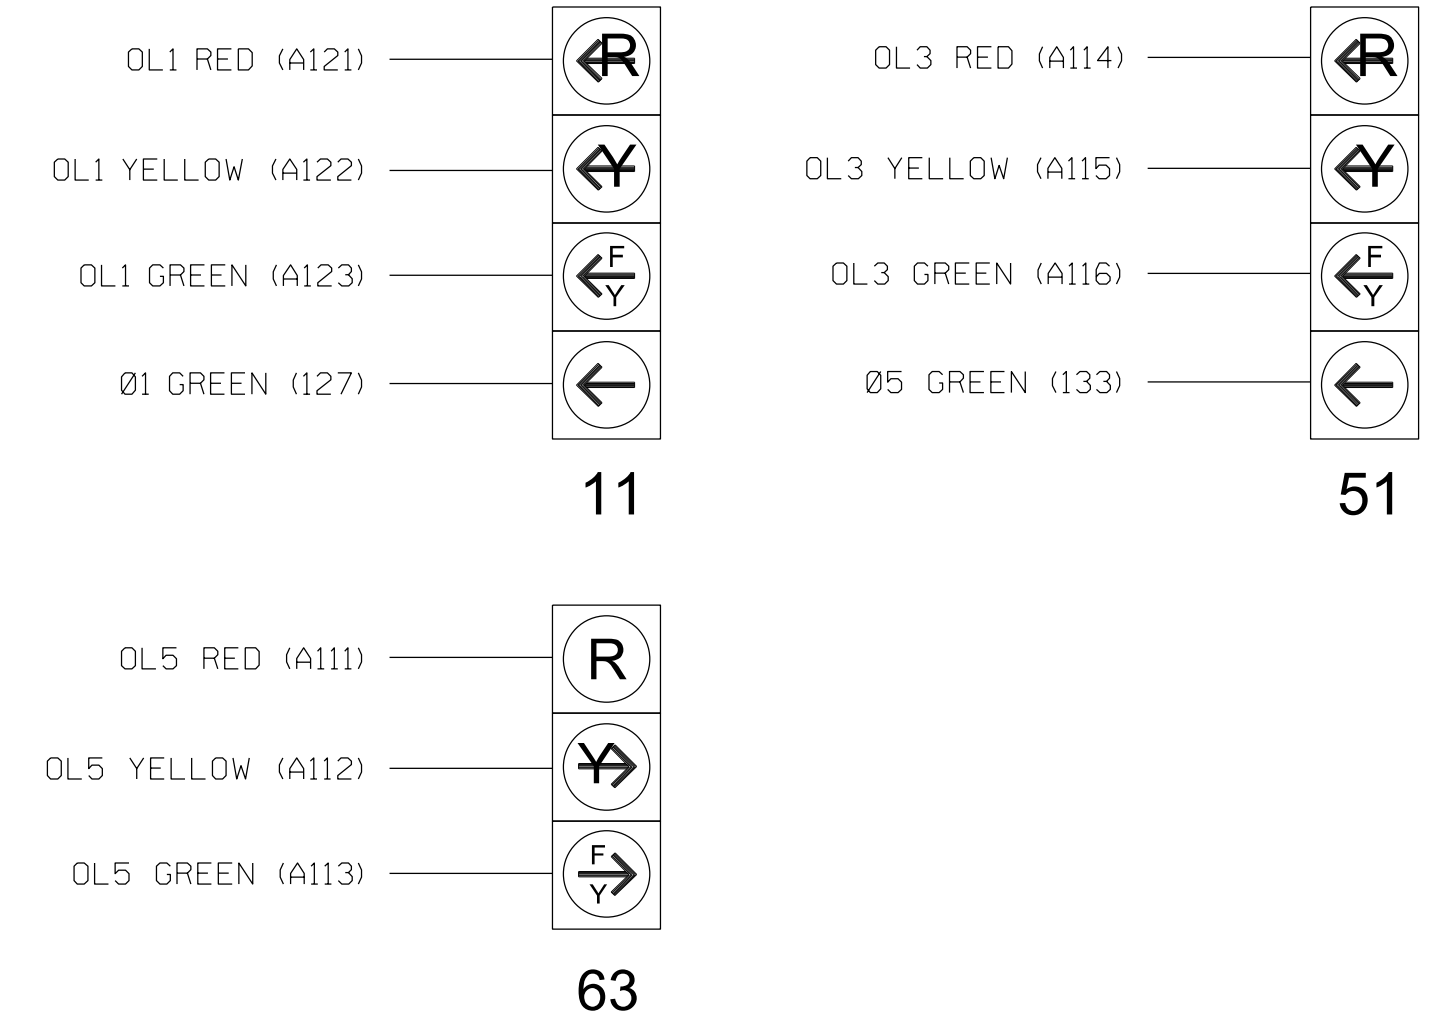 OL1 RED (A121)
R
OL1 YELLOW (A122)
Y
OL1 GREEN (A123)
F
Y
Ø1 GREEN (127)
11
OL3 RED (A114)
R
OL3 YELLOW (A115)
Y
OL3 GREEN (A116)
F
Y
Ø5 GREEN (133)
51
OL5 RED (A111)
R
OL5 YELLOW (A112)
Y
OL5 GREEN (A113)
F
Y
63